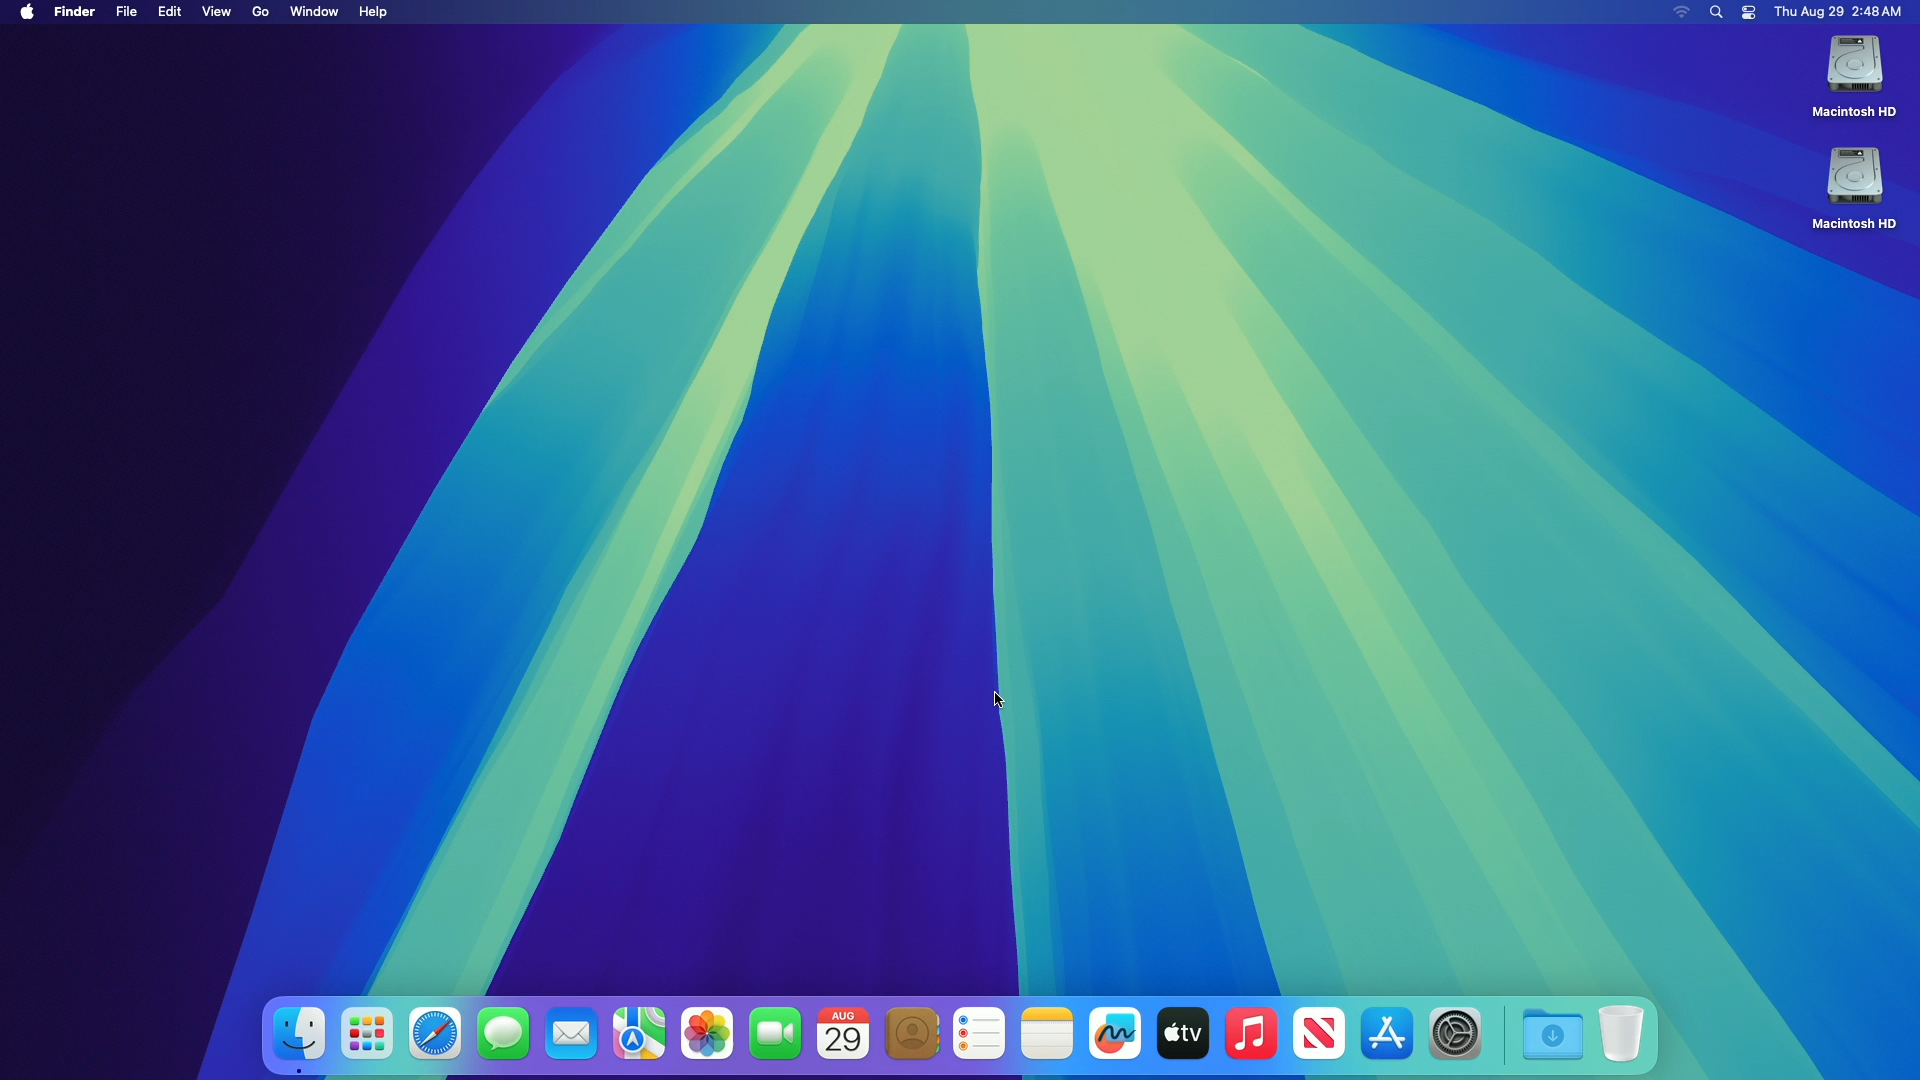 Finder File Edit View Go Window Help
Thu Aug 29 2:48 AM
Macintosh HD
Macintosh HD
AUG
29
tv